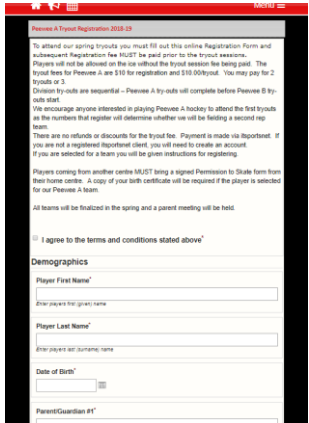 Menu
Peewee A Tryout Registration 2018-19
To attend our spring tryouts you must fill out this online Registration Form and
subsequent Registration fee MUST be paid prior to the tryout sessions.
Players will not be allowed on the ice without the tryout session fee being paid. The
tryout fees for Peewee A are $10 for registration and $10.00/tryout. You may pay for 2
tryouts or 3.
Division try-outs are sequential – Peewee A try-outs will complete before Peewee B try-
outs start.
We encourage anyone interested in playing Peewee A hockey to attend the first tryouts
as the numbers that register will determine whether we will be fielding a second rep
team.
There are no refunds or discounts for the tryout fee. Payment is made via itsportsnet. If
you are not a registered itsportsnet client, you will need to create an account.
If you are selected for a team you will be given instructions for registering.
Players coming from another centre MUST bring a signed Permission to Skate form from
their home centre. A copy of your birth certificate will be required if the player is selected
for our Peewee A team.
All teams will be finalized in the spring and a parent meeting will be held.
I agree to the terms and conditions stated above*
Demographics
Player First Name*
Enter players first (given) name
Player Last Name*
Enter players last (surname) name
Date of Birth*
Parent/Guardian #1*